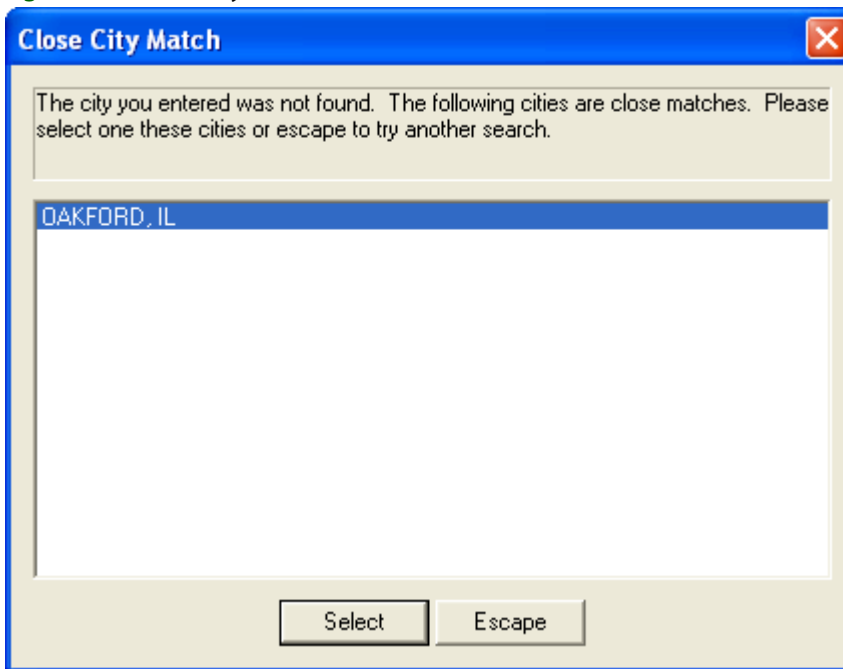 Close City Match
The city you entered was not found. The following cities are close matches. Please
select one these cities or escape to try another search.
OAKFORD, IL
Select
Escape